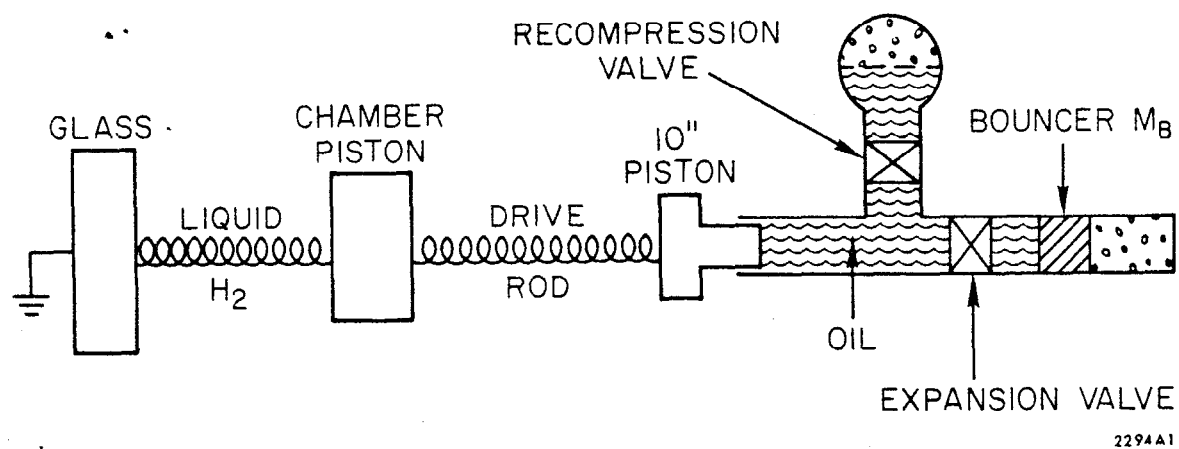 RECOMPRESSION
VALVE
GLASS
CHAMBER
PISTON
10"
PISTON
BOUNCER M_B
LIQUID
H₂
DRIVE
ROD
OIL
EXPANSION VALVE
2294A1